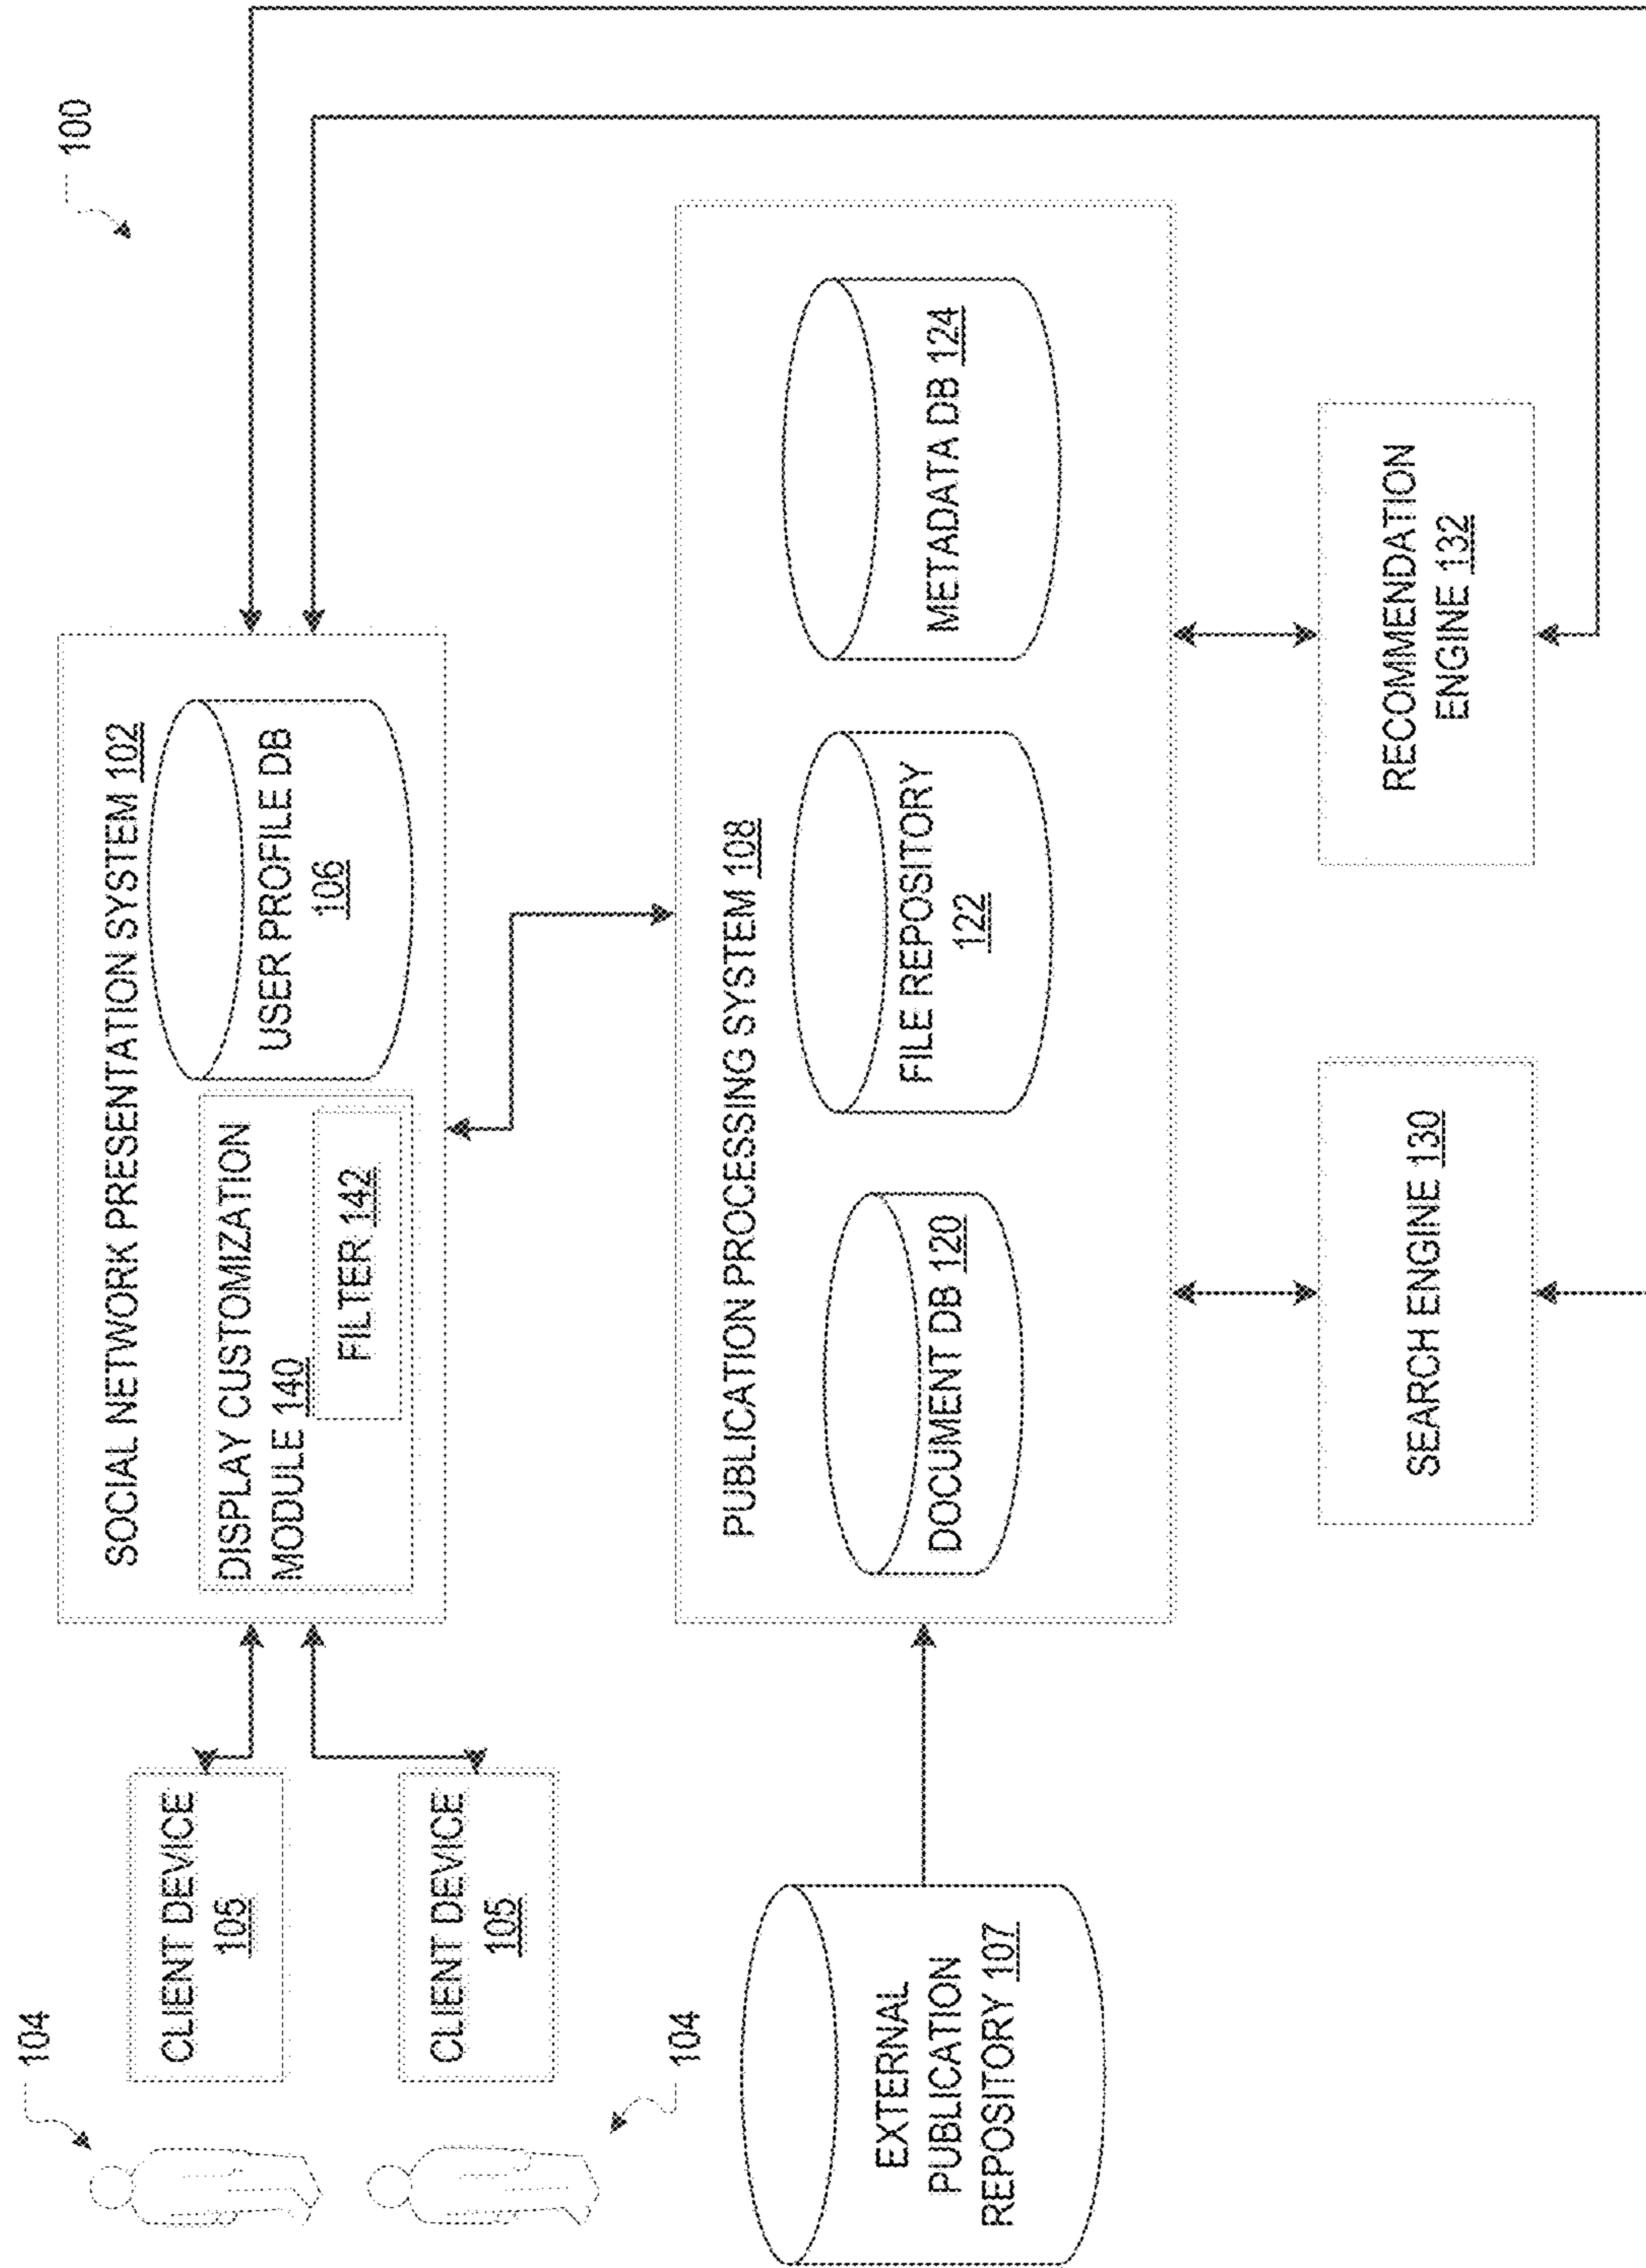 100
104
CLIENT DEVICE
105
CLIENT DEVICE
105
104
SOCIAL NETWORK PRESENTATION SYSTEM 102
DISPLAY CUSTOMIZATION
MODULE 140
FILTER 142
USER PROFILE DB
106
EXTERNAL
PUBLICATION
REPOSITORY 107
PUBLICATION PROCESSING SYSTEM 108
DOCUMENT DB 120
FILE REPOSITORY
122
METADATA DB 124
SEARCH ENGINE 130
RECOMMENDATION
ENGINE 132